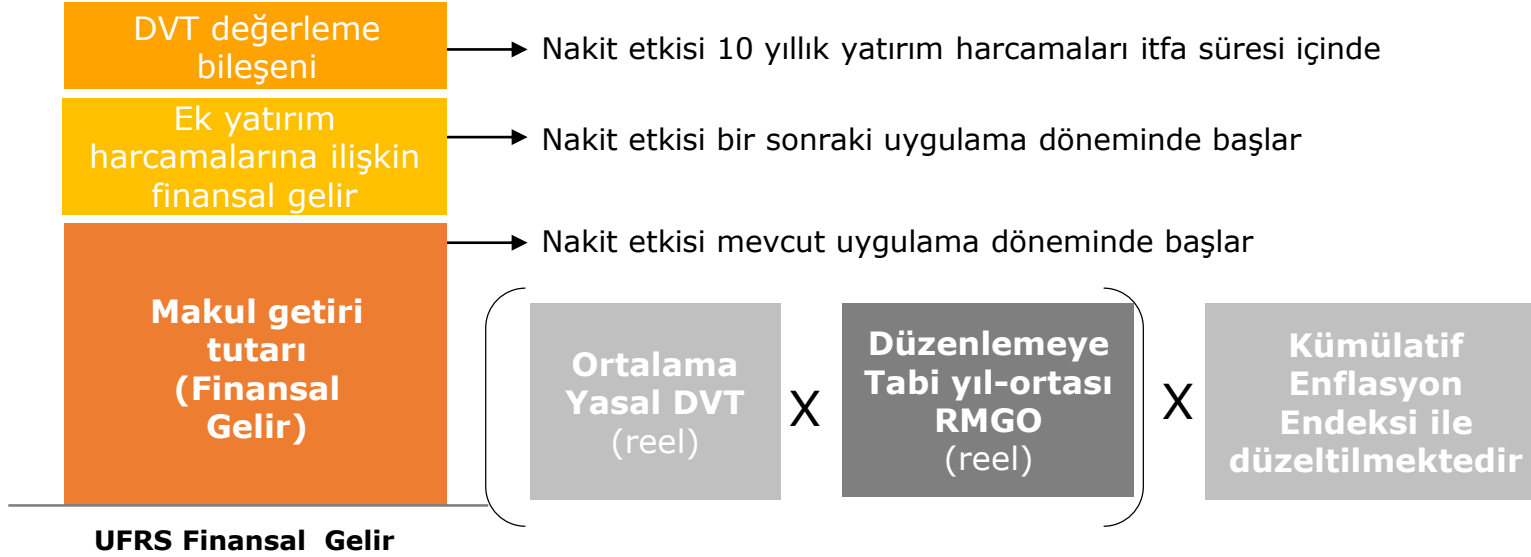 DVT değerleme
bileşeni
Nakit etkisi 10 yıllık yatırım harcamaları itfa süresi içinde
Ek yatırım
harcamalarına ilişkin
finansal gelir
Nakit etkisi bir sonraki uygulama döneminde başlar
Nakit etkisi mevcut uygulama döneminde başlar
Makul getiri
tutarı
(Finansal
Gelir)
Ortalama
Yasal DVT
(reel)
X
Düzenlemeye
Tabi yıl-ortası
RMGO
(reel)
X
Kümülatif
Enflasyon
Endeksi ile
düzeltilmektedir
UFRS Finansal Gelir